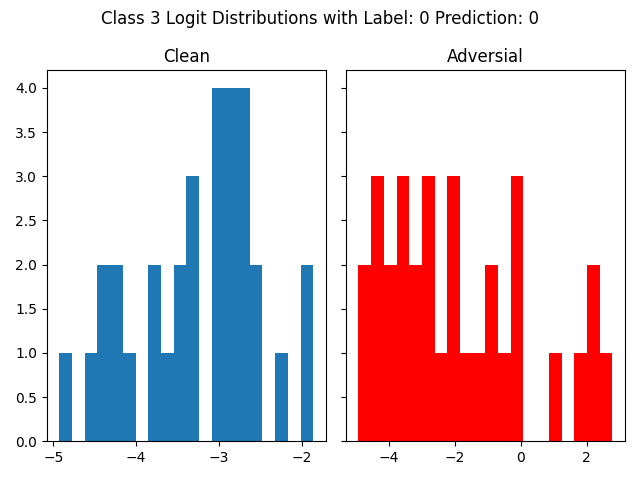 Class 3 Logit Distributions with Label: 0 Prediction: 0
Clean
Adversial
4.0
3.5
3.0
2.5
2.0
1.5
1.0
0.5
0.0
−5 −4 −3 −2
−4 −2 0 2